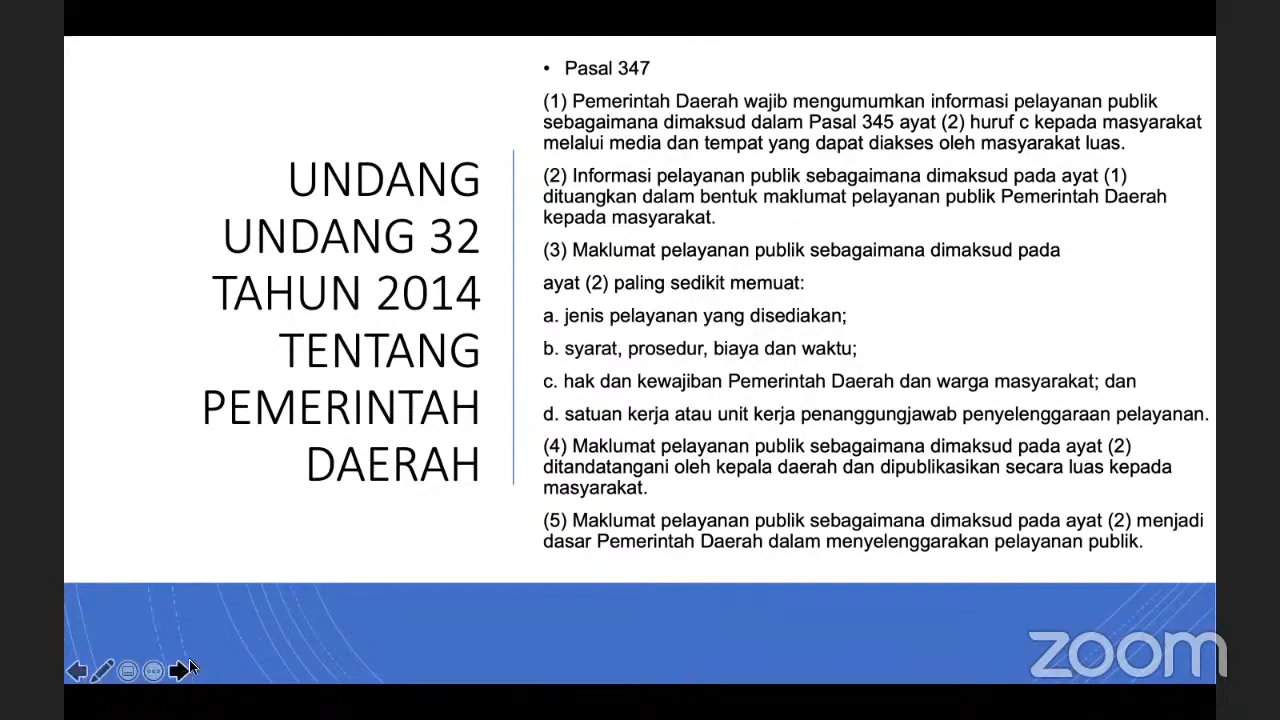 UNDANG
UNDANG 32
TAHUN 2014
TENTANG
PEMERINTAH
DAERAH
• Pasal 347
(1) Pemerintah Daerah wajib mengumumkan informasi pelayanan publik
sebagaimana dimaksud dalam Pasal 345 ayat (2) huruf c kepada masyarakat
melalui media dan tempat yang dapat diakses oleh masyarakat luas.
(2) Informasi pelayanan publik sebagaimana dimaksud pada ayat (1)
dituangkan dalam bentuk maklumat pelayanan publik Pemerintah Daerah
kepada masyarakat.
(3) Maklumat pelayanan publik sebagaimana dimaksud pada
ayat (2) paling sedikit memuat:
a. jenis pelayanan yang disediakan;
b. syarat, prosedur, biaya dan waktu;
c. hak dan kewajiban Pemerintah Daerah dan warga masyarakat; dan
d. satuan kerja atau unit kerja penanggungjawab penyelenggaraan pelayanan.
(4) Maklumat pelayanan publik sebagaimana dimaksud pada ayat (2)
ditandatangani oleh kepala daerah dan dipublikasikan secara luas kepada
masyarakat.
(5) Maklumat pelayanan publik sebagaimana dimaksud pada ayat (2) menjadi
dasar Pemerintah Daerah dalam menyelenggarakan pelayanan publik.
zoom